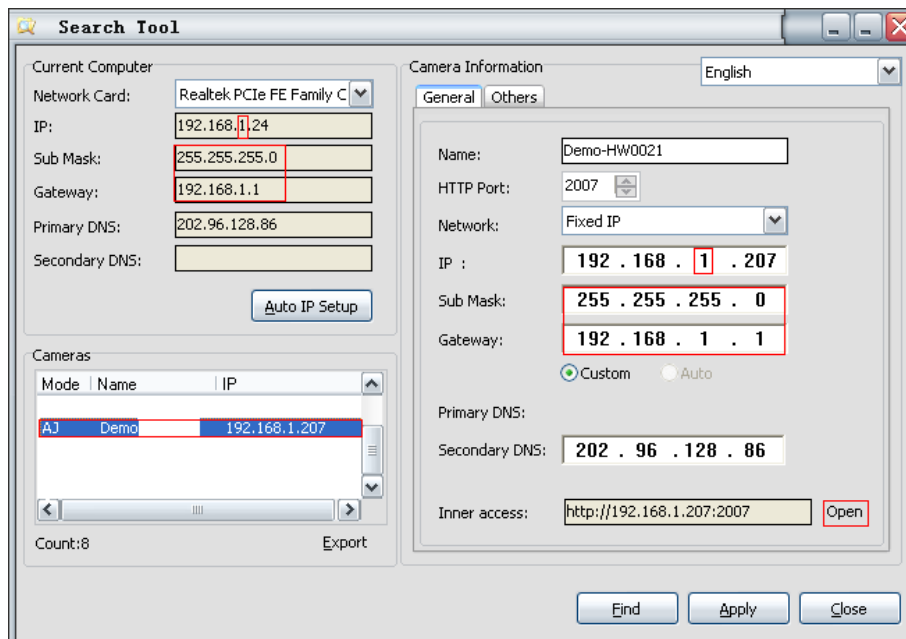 Search Tool
Current Computer
Network Card: Realtek PCIe FE Family C
IP: 192.168.1.24
Sub Mask: 255.255.255.0
Gateway: 192.168.1.1
Primary DNS: 202.96.128.86
Secondary DNS:
Auto IP Setup
Cameras
Mode Name IP
AJ Demo 192.168.1.207
Count:8 Export
Camera Information English
General Others
Name: Demo-HW0021
HTTP Port: 2007
Network: Fixed IP
IP : 192 . 168 . 1 . 207
Sub Mask: 255 . 255 . 255 . 0
Gateway: 192 . 168 . 1 . 1
Custom Auto
Primary DNS:
Secondary DNS: 202 . 96 . 128 . 86
Inner access: http://192.168.1.207:2007 Open
Find Apply Close